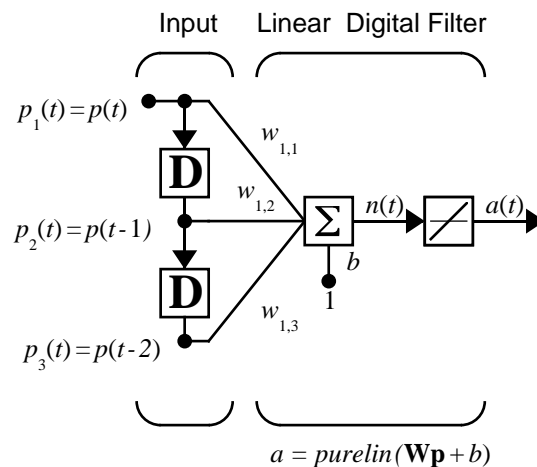 Input Linear Digital Filter
p1(t) = p(t)
w1,1
D
w1,2 n(t) a(t)
p2(t) = p(t-1) Σ
b
D
1
w1,3
p3(t) = p(t-2)
a = purelin(Wp + b)